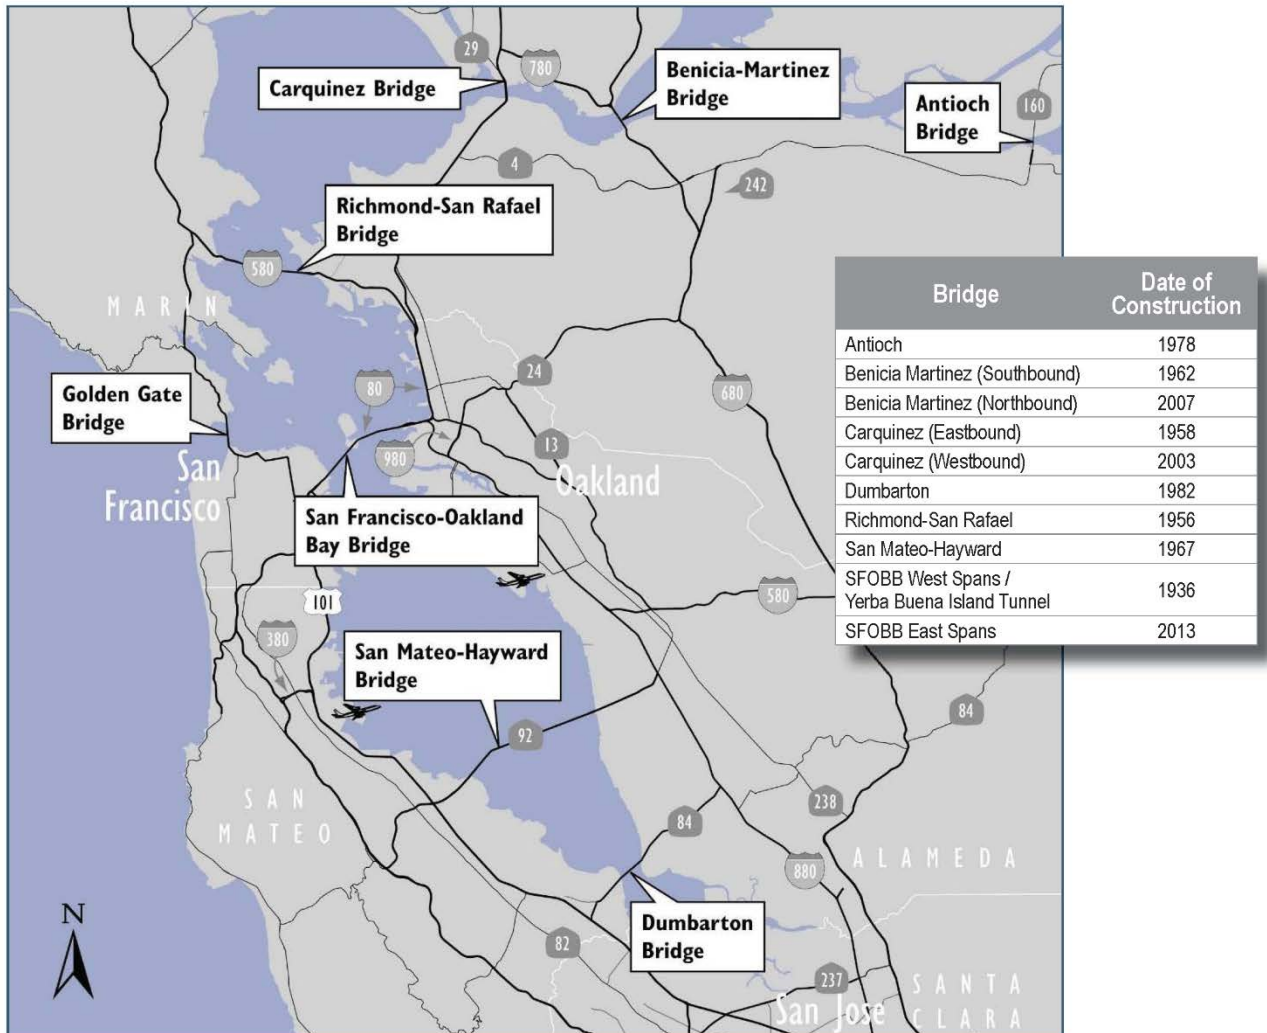 29
780
Carquinez Bridge
Benicia-Martinez
Bridge
Antioch
Bridge
160
4
242
Richmond-San Rafael
Bridge
580
MARIN
Golden Gate
Bridge
80
24
680
980
13
San
Francisco
Oakland
San Francisco-Oakland
Bay Bridge
101
380
580
San Mateo-Hayward
Bridge
92
84
SAN
MATEO
238
84
880
ALAMEDA
N
Dumbarton
Bridge
82
237
San Jose
SANTA
CLARA
Bridge Date of
Construction
Antioch 1978
Benicia Martinez (Southbound) 1962
Benicia Martinez (Northbound) 2007
Carquinez (Eastbound) 1958
Carquinez (Westbound) 2003
Dumbarton 1982
Richmond-San Rafael 1956
San Mateo-Hayward 1967
SFOBB West Spans /
Yerba Buena Island Tunnel 1936
SFOBB East Spans 2013